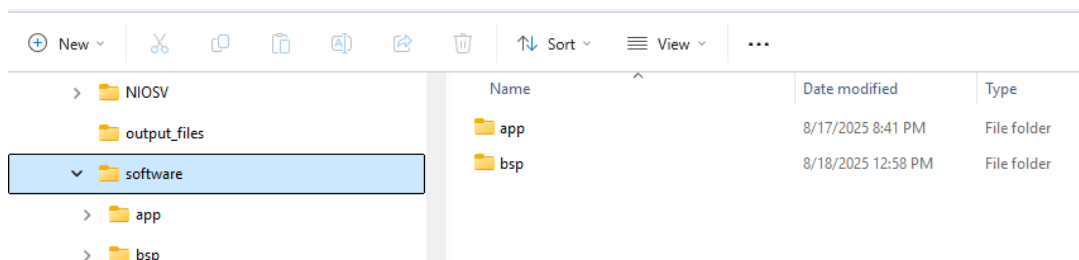 New Sort View
NIOSV
output_files
software
app
bsp
Name Date modified Type
app 8/17/2025 8:41 PM File folder
bsp 8/18/2025 12:58 PM File folder